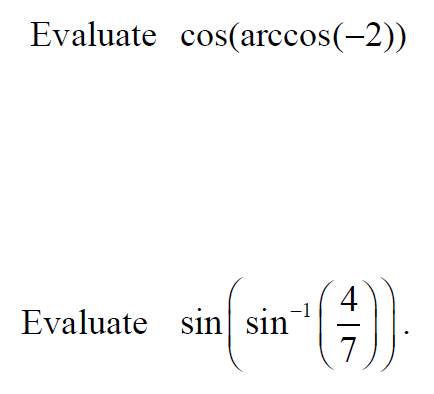 Evaluate cos(arccos(−2))
Evaluate sin(sin⁻¹(4/7)).